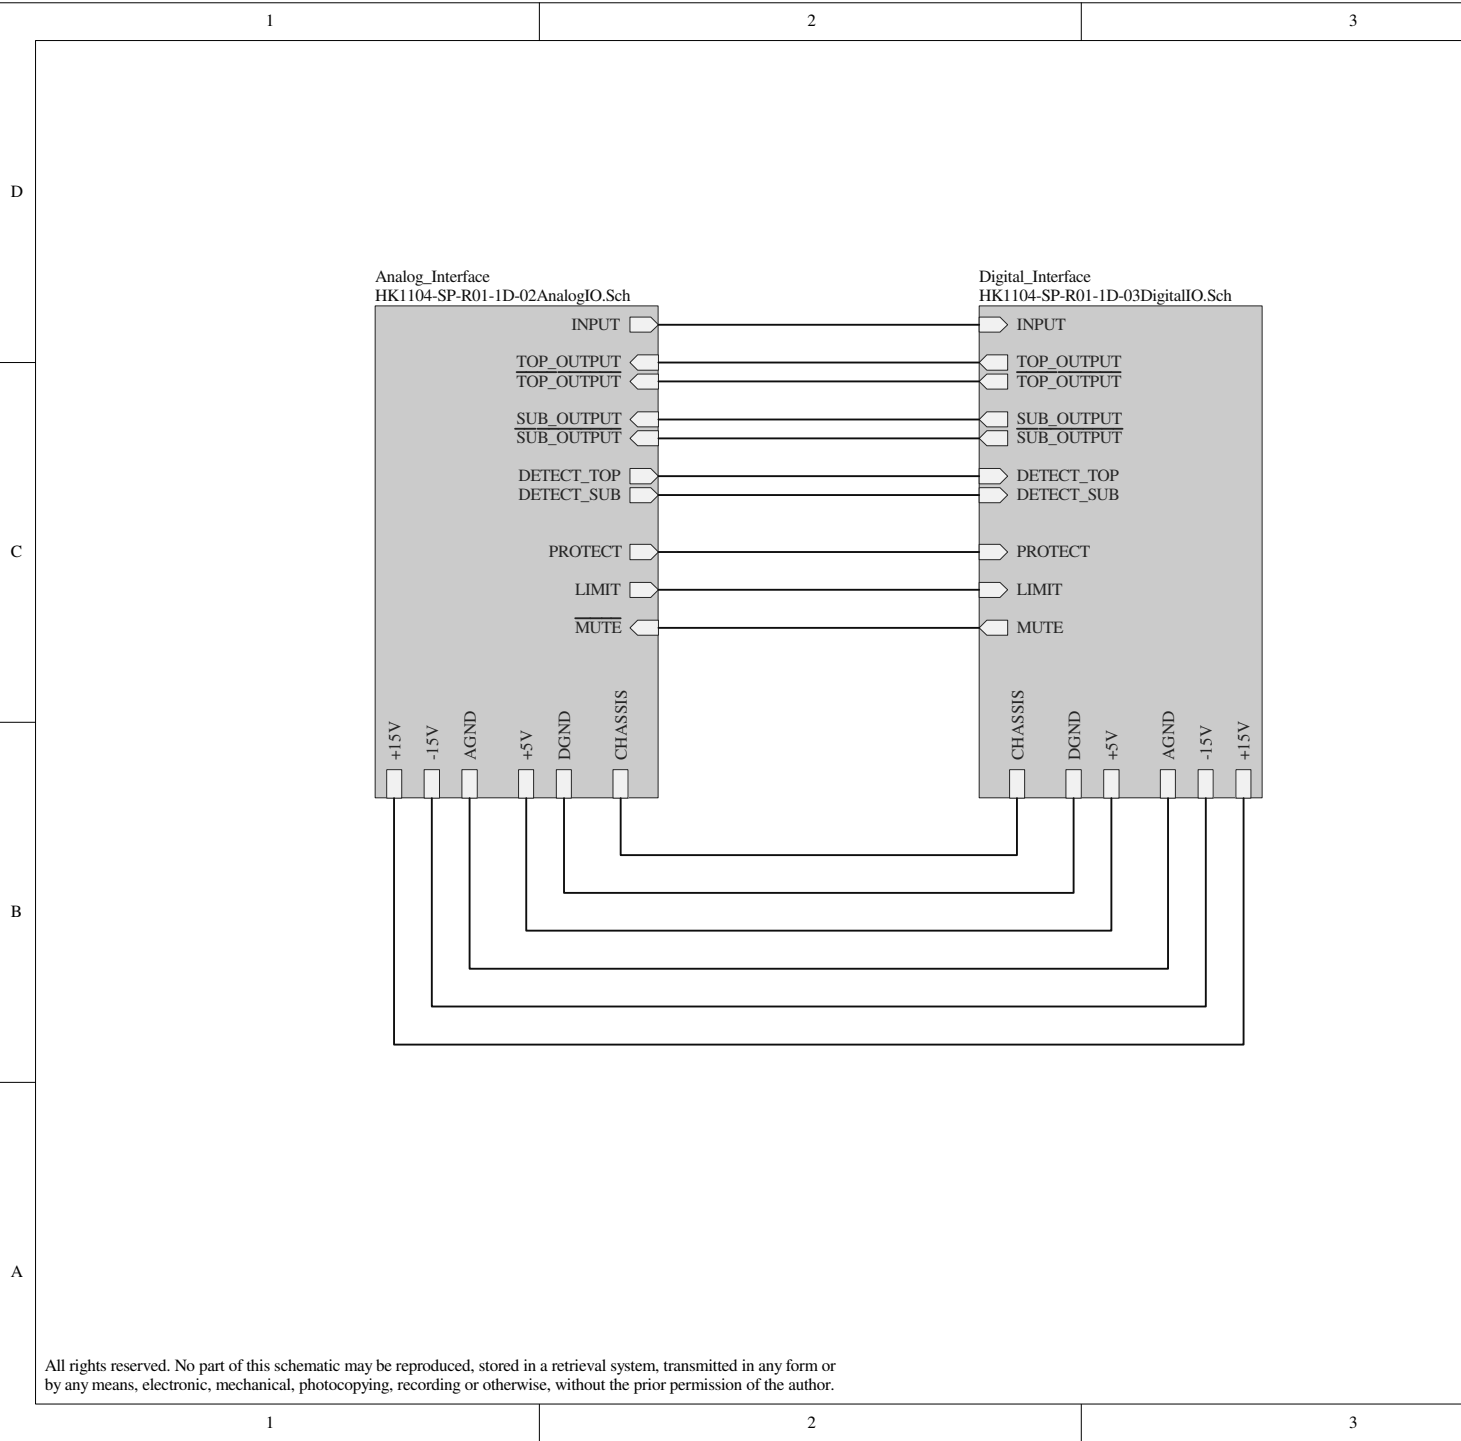 1 2 3
D
Analog_Interface
HK1104-SP-R01-1D-02AnalogIO.Sch
INPUT
TOP_OUTPUT
TOP_OUTPUT
SUB_OUTPUT
SUB_OUTPUT
DETECT_TOP
DETECT_SUB
PROTECT
LIMIT
MUTE
+15V
-15V
AGND
+5V
DGND
CHASSIS
Digital_Interface
HK1104-SP-R01-1D-03DigitalIO.Sch
INPUT
TOP_OUTPUT
TOP_OUTPUT
SUB_OUTPUT
SUB_OUTPUT
DETECT_TOP
DETECT_SUB
PROTECT
LIMIT
MUTE
CHASSIS
DGND
+5V
AGND
-15V
+15V
C
B
A
All rights reserved. No part of this schematic may be reproduced, stored in a retrieval system, transmitted in any form or
by any means, electronic, mechanical, photocopying, recording or otherwise, without the prior permission of the author.
1 2 3